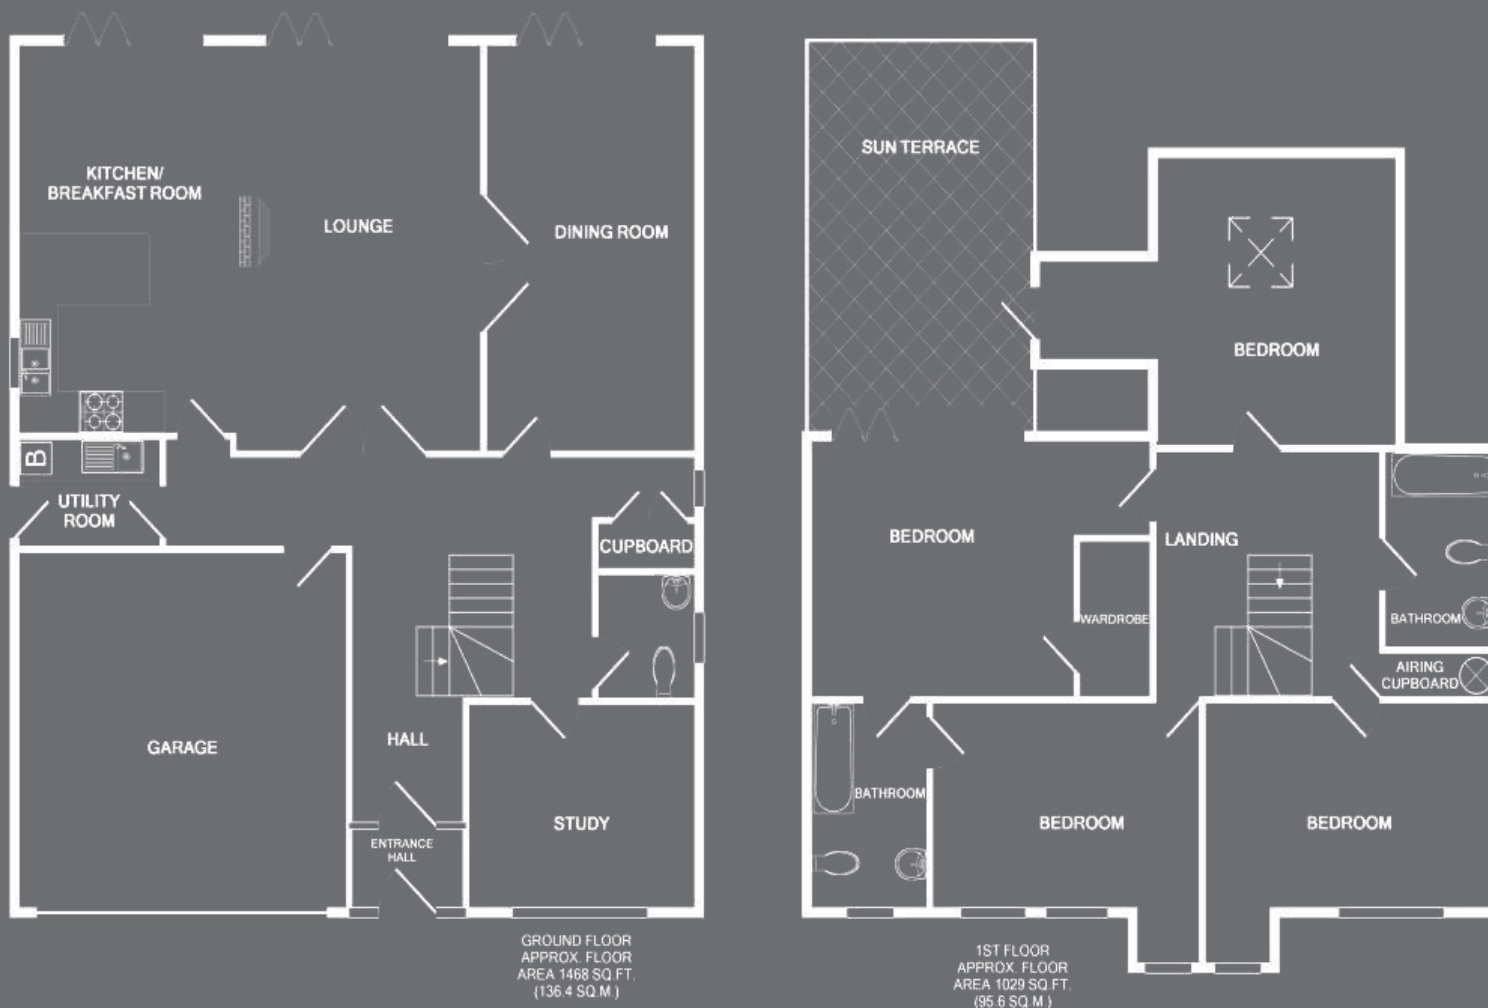 KITCHEN/
BREAKFAST ROOM
LOUNGE
DINING ROOM
B
UTILITY
ROOM
CUPBOARD
GARAGE
HALL
STUDY
ENTRANCE
HALL
GROUND FLOOR
APPROX. FLOOR
AREA 1468 SQ.FT.
(136.4 SQ.M.)
SUN TERRACE
BEDROOM
BEDROOM
LANDING
WARDROBE
BATHROOM
AIRING
CUPBOARD
BATHROOM
BEDROOM
BEDROOM
1ST FLOOR
APPROX. FLOOR
AREA 1029 SQ.FT.
(95.6 SQ.M.)